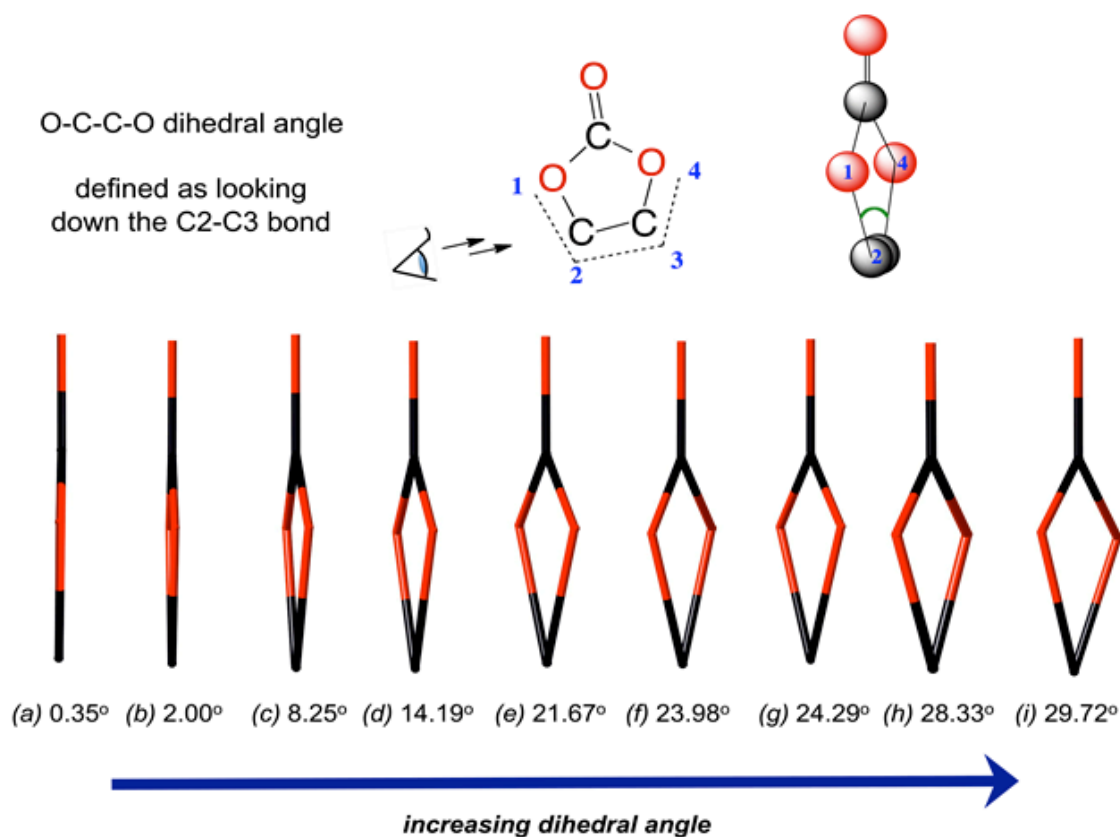 O-C-C-O dihedral angle
defined as looking
down the C2-C3 bond
O
C
O
O
C
C
1
2
3
4
1
4
2
(a) 0.35º
(b) 2.00º
(c) 8.25º
(d) 14.19º
(e) 21.67º
(f) 23.98º
(g) 24.29º
(h) 28.33º
(i) 29.72º
increasing dihedral angle